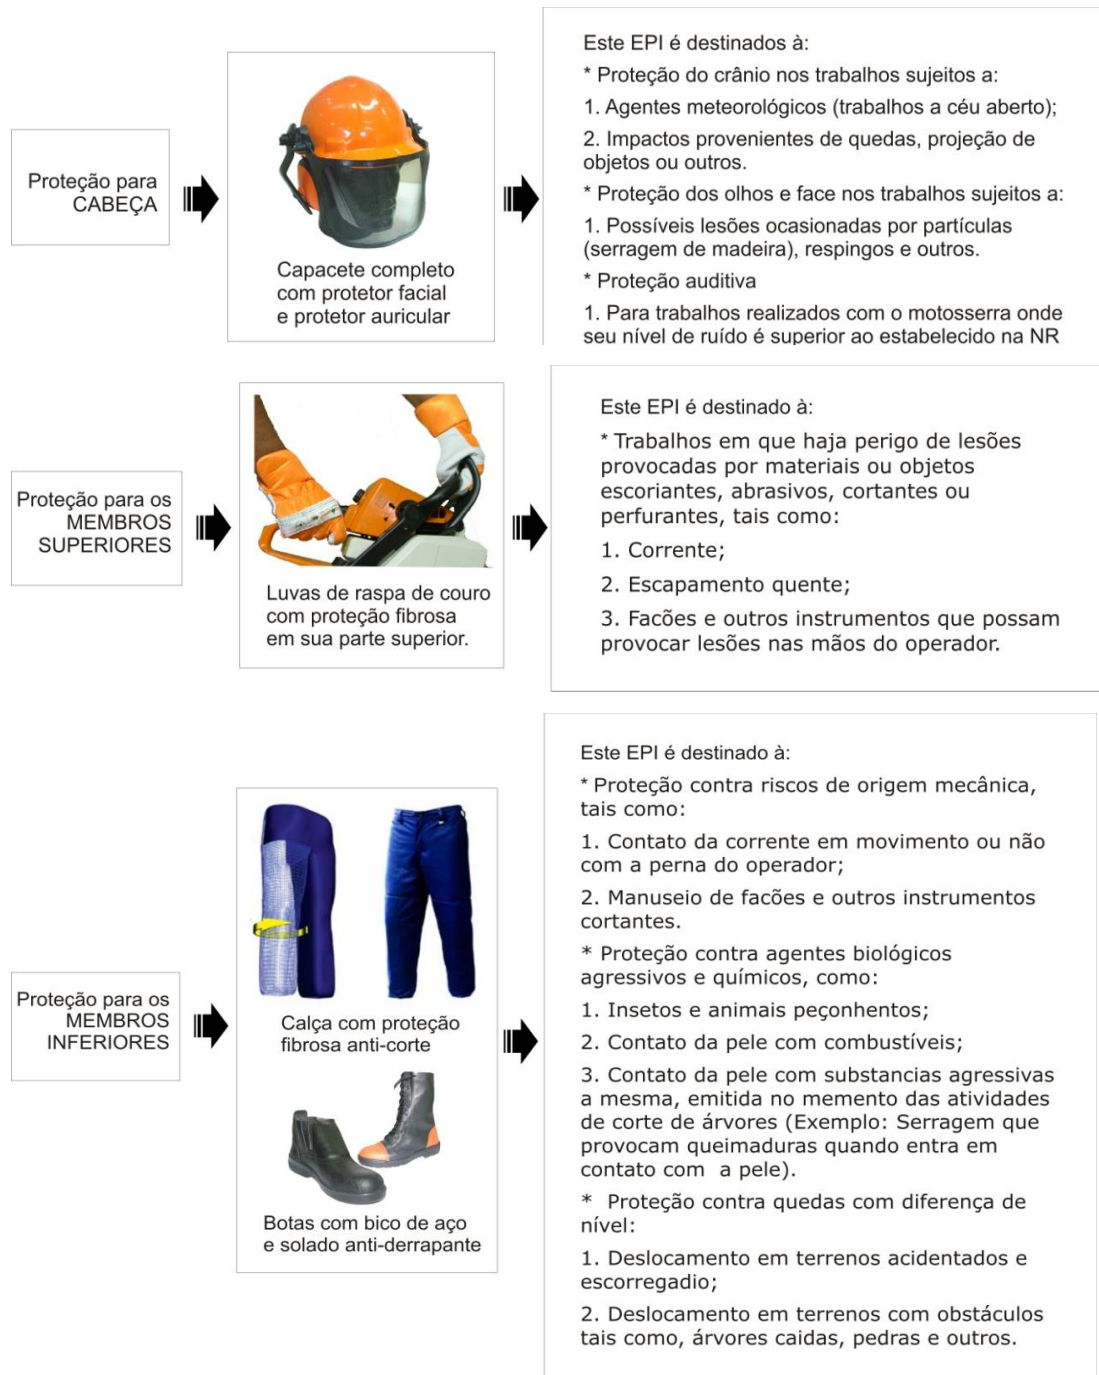 Proteção para
CABEÇA
Capacete completo
com protetor facial
e protetor auricular
Este EPI é destinados à:
* Proteção do crânio nos trabalhos sujeitos a:
1. Agentes meteorológicos (trabalhos a céu aberto);
2. Impactos provenientes de quedas, projeção de
objetos ou outros.
* Proteção dos olhos e face nos trabalhos sujeitos a:
1. Possíveis lesões ocasionadas por partículas
(serragem de madeira), respingos e outros.
* Proteção auditiva
1. Para trabalhos realizados com o motosserra onde
seu nível de ruído é superior ao estabelecido na NR
Proteção para os
MEMBROS
SUPERIORES
Luvas de raspa de couro
com proteção fibrosa
em sua parte superior.
Este EPI é destinado à:
* Trabalhos em que haja perigo de lesões
provocadas por materiais ou objetos
escoriantes, abrasivos, cortantes ou
perfurantes, tais como:
1. Corrente;
2. Escapamento quente;
3. Facões e outros instrumentos que possam
provocar lesões nas mãos do operador.
Proteção para os
MEMBROS
INFERIORES
Calça com proteção
fibrosa anti-corte
Botas com bico de aço
e solado anti-derrapante
Este EPI é destinado à:
* Proteção contra riscos de origem mecânica,
tais como:
1. Contato da corrente em movimento ou não
com a perna do operador;
2. Manuseio de facões e outros instrumentos
cortantes.
* Proteção contra agentes biológicos
agressivos e químicos, como:
1. Insetos e animais peçonhentos;
2. Contato da pele com combustíveis;
3. Contato da pele com substancias agressivas
a mesma, emitida no memento das atividades
de corte de árvores (Exemplo: Serragem que
provocam queimaduras quando entra em
contato com a pele).
* Proteção contra quedas com diferença de
nível:
1. Deslocamento em terrenos acidentados e
escorregadio;
2. Deslocamento em terrenos com obstáculos
tais como, árvores caidas, pedras e outros.